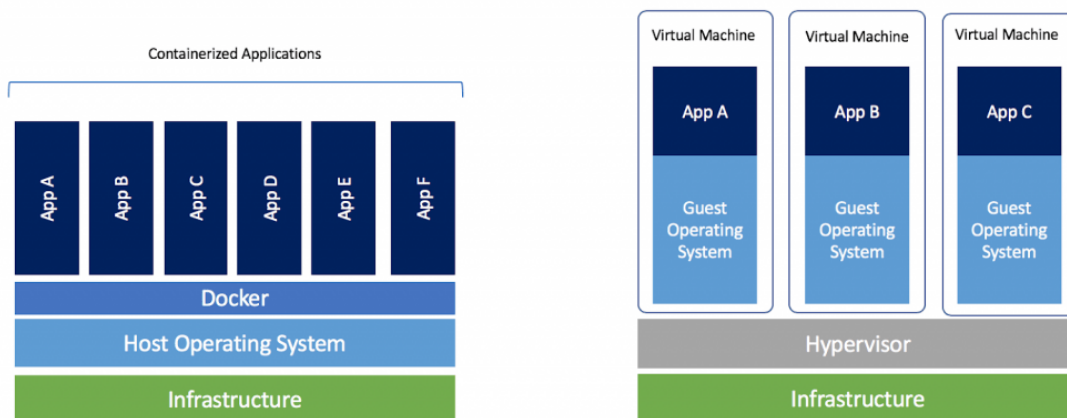 Containerized Applications
App A
App B
App C
App D
App E
App F
Docker
Host Operating System
Infrastructure
Virtual Machine
App A
Guest
Operating
System
Virtual Machine
App B
Guest
Operating
System
Virtual Machine
App C
Guest
Operating
System
Hypervisor
Infrastructure